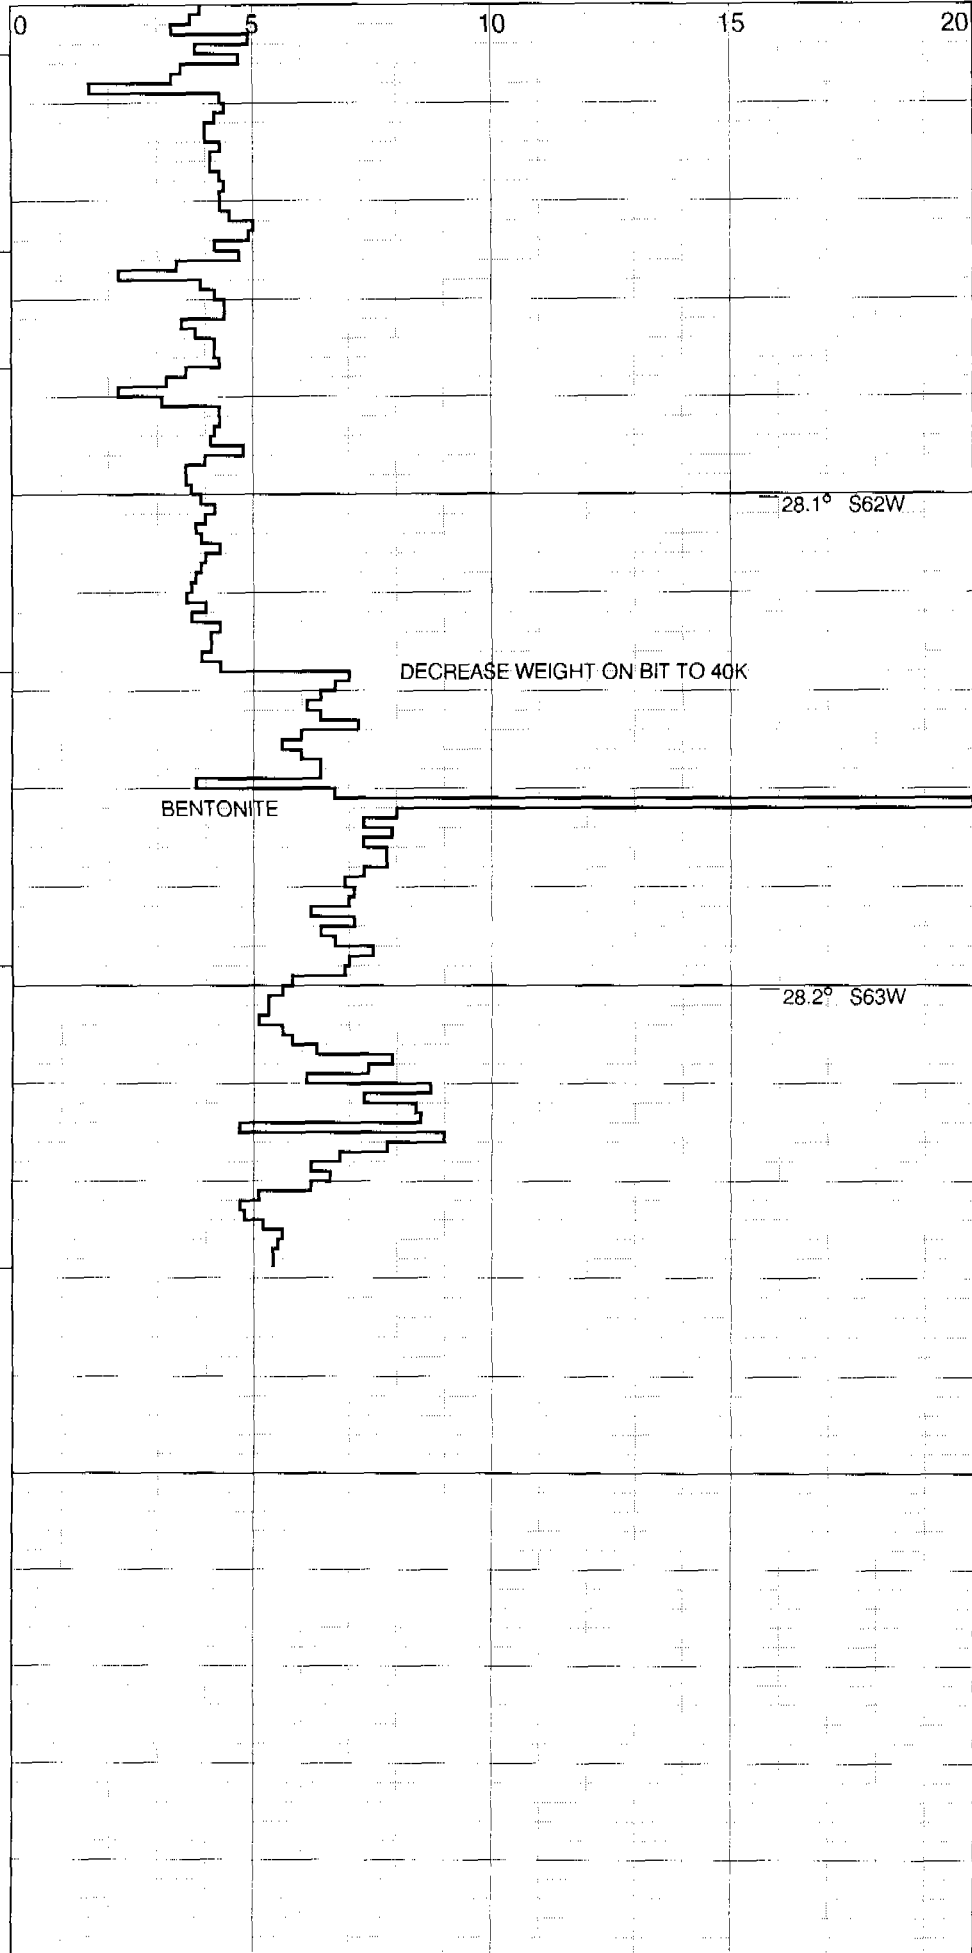 0 5 10 15 20
28.1° S62W
DECREASE WEIGHT ON BIT TO 40K
BENTONITE
28.2° S63W